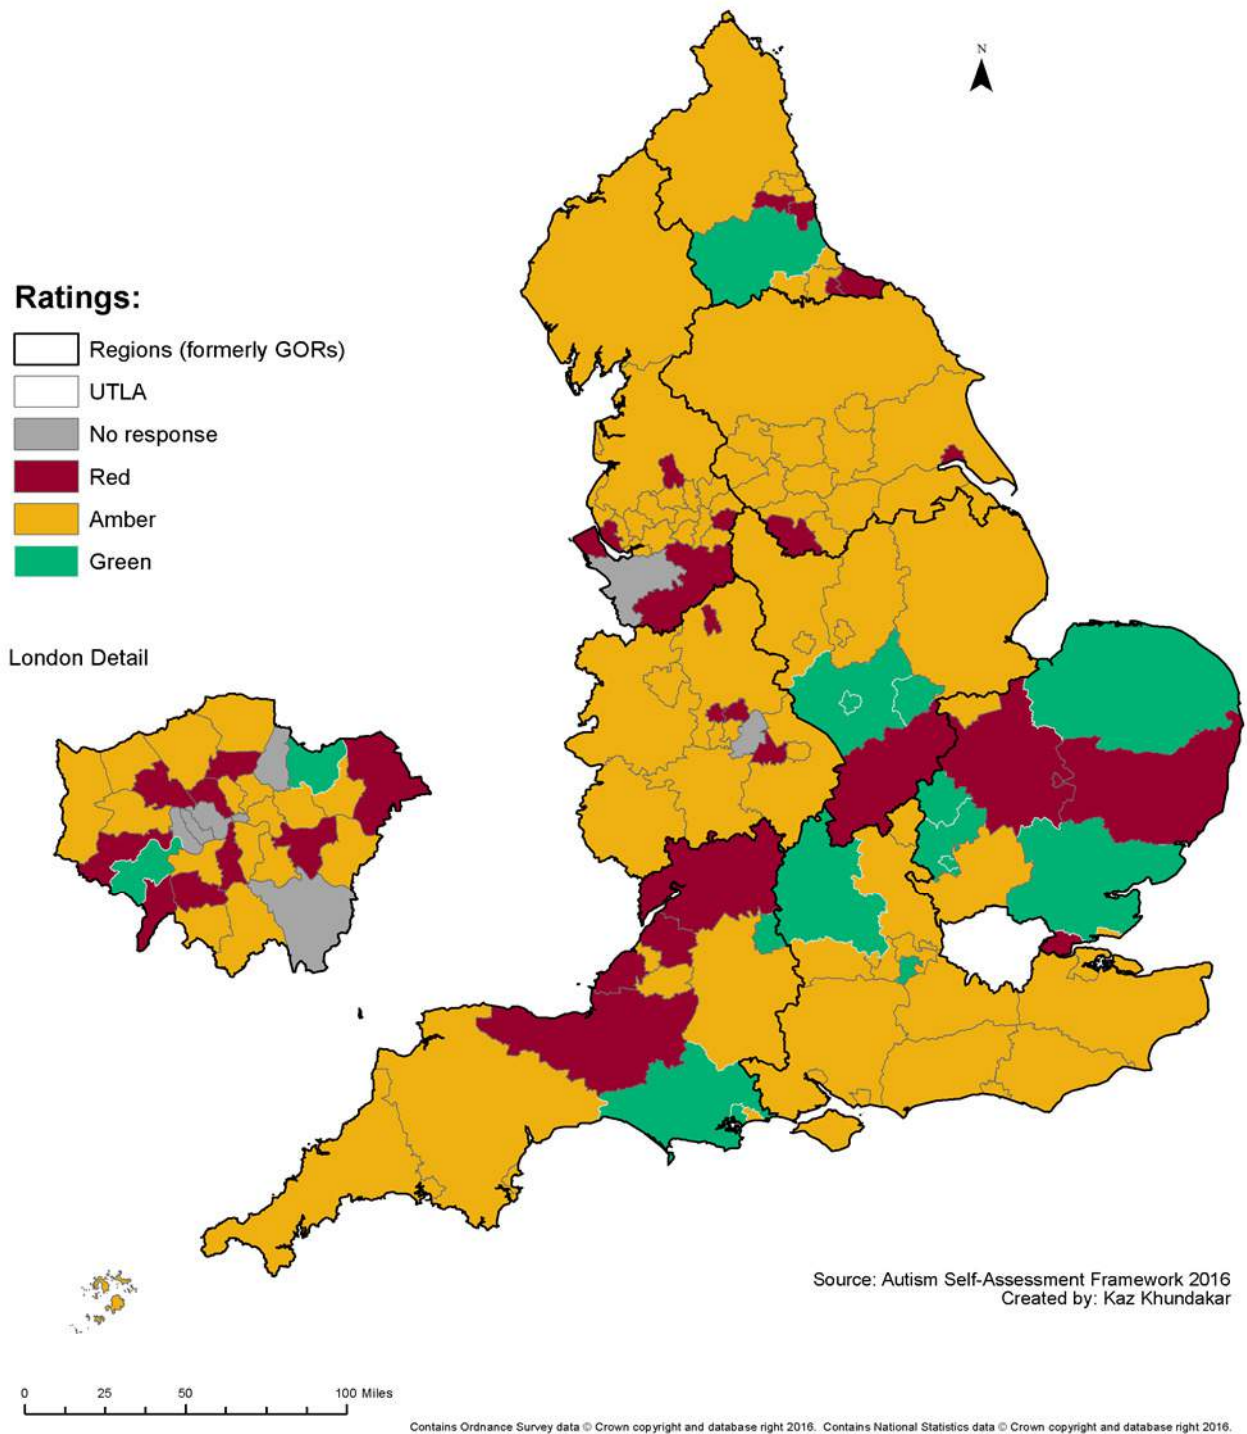 N
Ratings:
Regions (formerly GORs)
UTLA
No response
Red
Amber
Green
London Detail
Source: Autism Self-Assessment Framework 2016
Created by: Kaz Khundakar
0 25 50 100 Miles
Contains Ordnance Survey data © Crown copyright and database right 2016. Contains National Statistics data © Crown copyright and database right 2016.